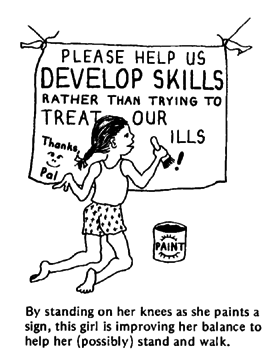 PLEASE HELP US
DEVELOP SKILLS
RATHER THAN TRYING TO
TREAT OUR
ILLS
!
Thanks,
Pal
PAINT
By standing on her knees as she paints a
sign, this girl is improving her balance to
help her (possibly) stand and walk.